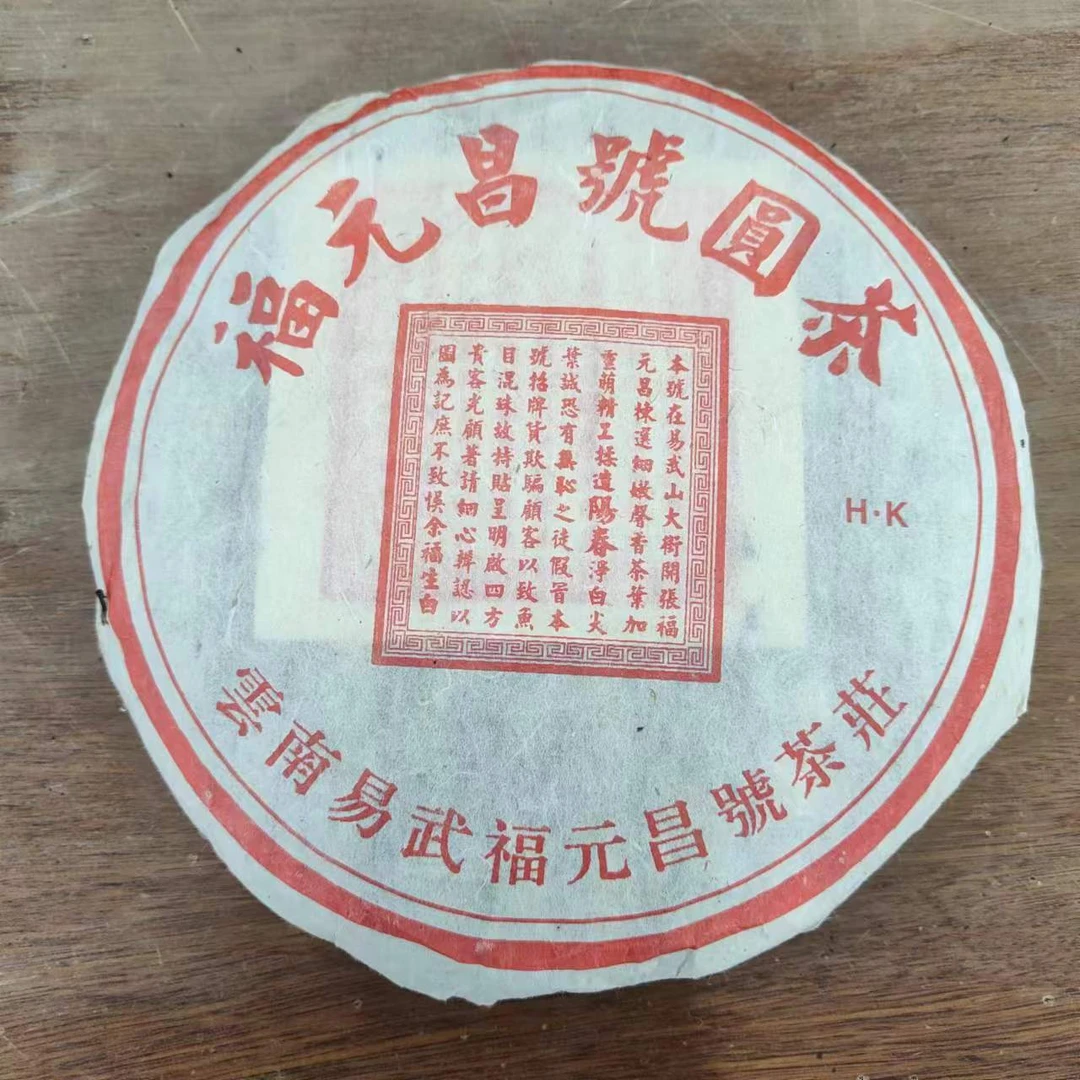 福元昌號圓茶
本號在易武山大街開張福
元昌棟選細嫩馨香茶葉加
萌精工揉造陽春淨白尖
葉誠恐有無恥之徒假冒本
號招牌貨欺騙顧客以致魚
目混珠故持貼呈明啟四方
貴客光顧著請細心辨認以
圖為記庶不致悮余福生白
H·K
雲南易武福元昌號茶莊